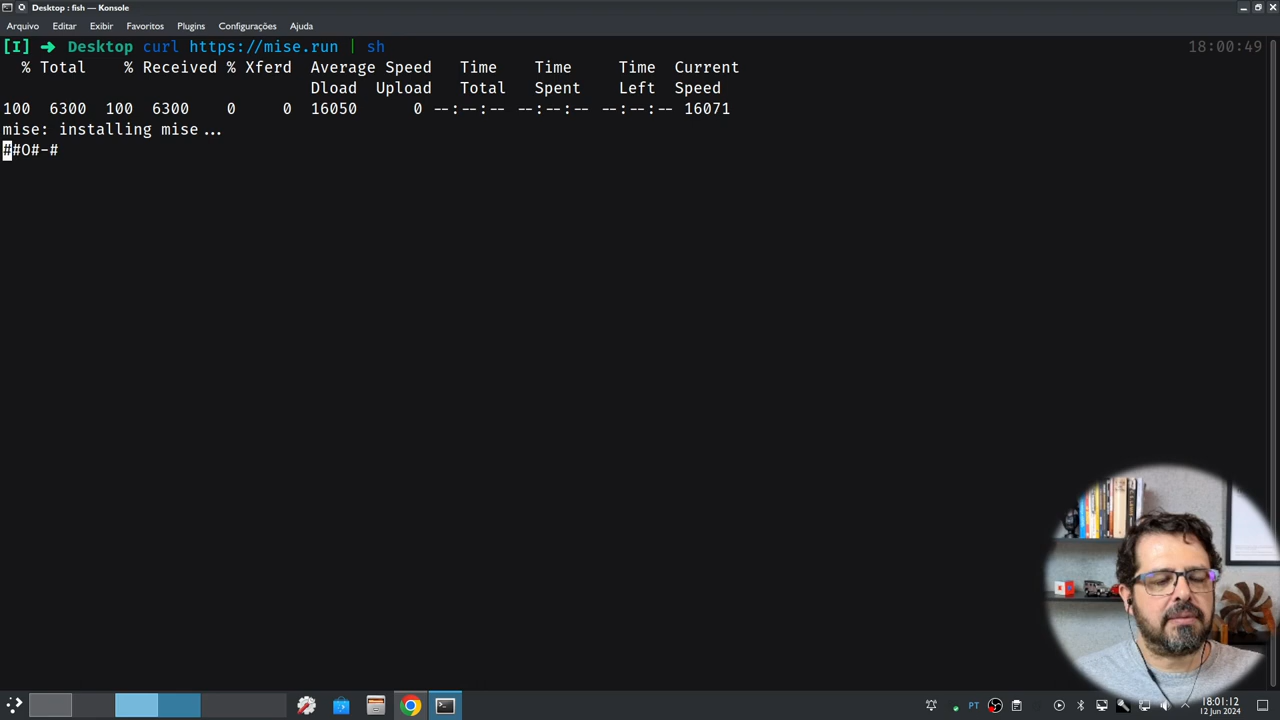 Desktop : fish — Konsole
Arquivo Editar Exibir Favoritos Plugins Configurações Ajuda
[I] ➜ Desktop curl https://mise.run | sh 18:00:49
% Total % Received % Xferd Average Speed Time Time Time Current
Dload Upload Total Spent Left Speed
100 6300 100 6300 0 0 16050 0 --:--:-- --:--:-- --:--:-- 16071
mise: installing mise...
##O#-#
PT
18:01:12
12 Jun 2024